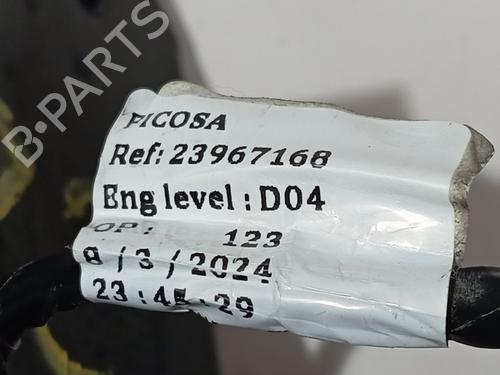 B-PARTS
FICOSA
Ref: 23967168
Eng level : D04
OP: 123
8 / 3 / 2024
23 : 45 : 29